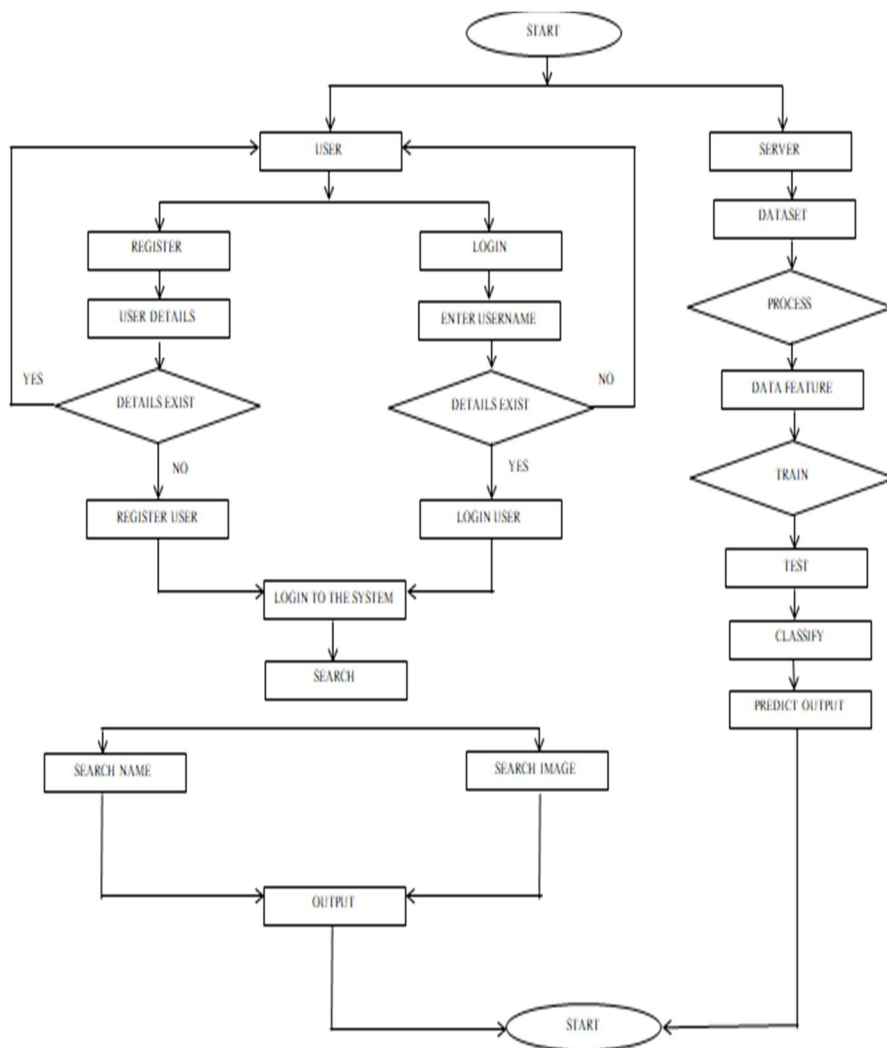 START
USER
SERVER
REGISTER
LOGIN
DATASET
USER DETAILS
ENTER USERNAME
PROCESS
YES
DETAILS EXIST
DETAILS EXIST
NO
DATA FEATURE
NO
YES
TRAIN
REGISTER USER
LOGIN USER
TEST
LOGIN TO THE SYSTEM
CLASSIFY
SEARCH
PREDICT OUTPUT
SEARCH NAME
SEARCH IMAGE
OUTPUT
START